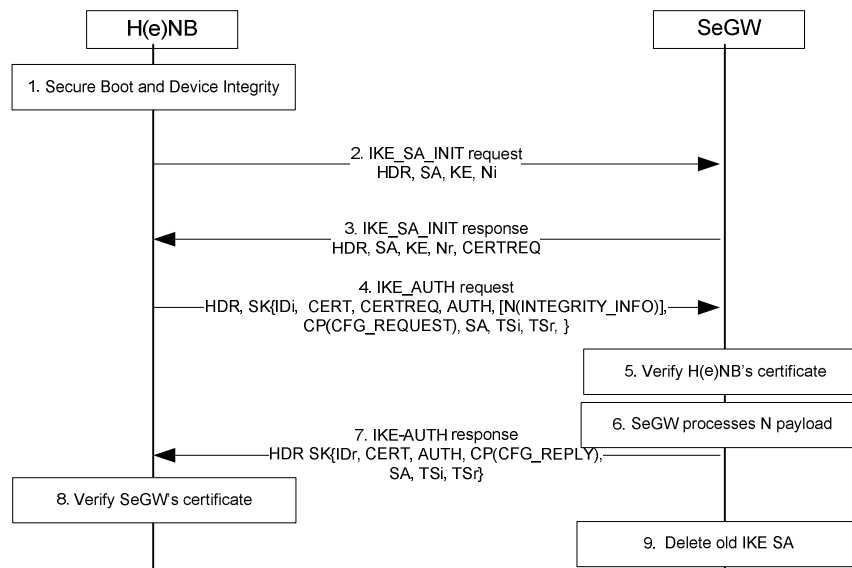 H(e)NB
SeGW
1. Secure Boot and Device Integrity
2. IKE_SA_INIT request
HDR, SA, KE, Ni
3. IKE_SA_INIT response
HDR, SA, KE, Nr, CERTREQ
4. IKE_AUTH request
HDR, SK{IDi, CERT, CERTREQ, AUTH, [N(INTEGRITY_INFO)],
CP(CFG_REQUEST), SA, TSi, TSr, }
5. Verify H(e)NB's certificate
6. SeGW processes N payload
7. IKE-AUTH response
HDR SK{IDr, CERT, AUTH, CP(CFG_REPLY),
SA, TSi, TSr}
8. Verify SeGW's certificate
9. Delete old IKE SA